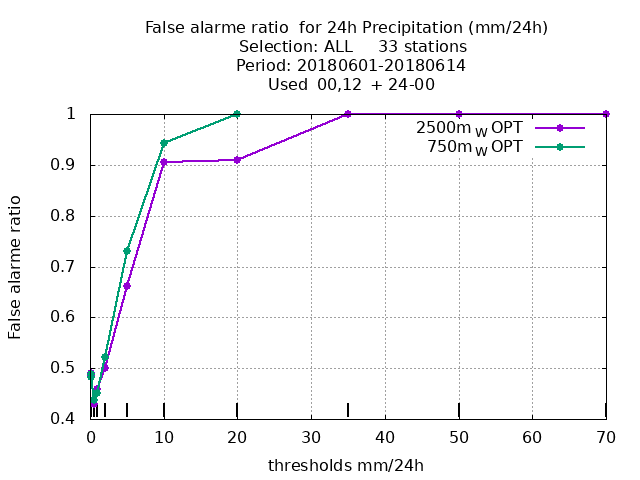 False alarme ratio  for 24h Precipitation (mm/24h)
Selection: ALL     33 stations
Period: 20180601-20180614
Used  00,12  + 24-00
2500m W OPT
750m W OPT
1
0.9
0.8
0.7
0.6
0.5
0.4
False alarme ratio
0 10 20 30 40 50 60 70
thresholds mm/24h